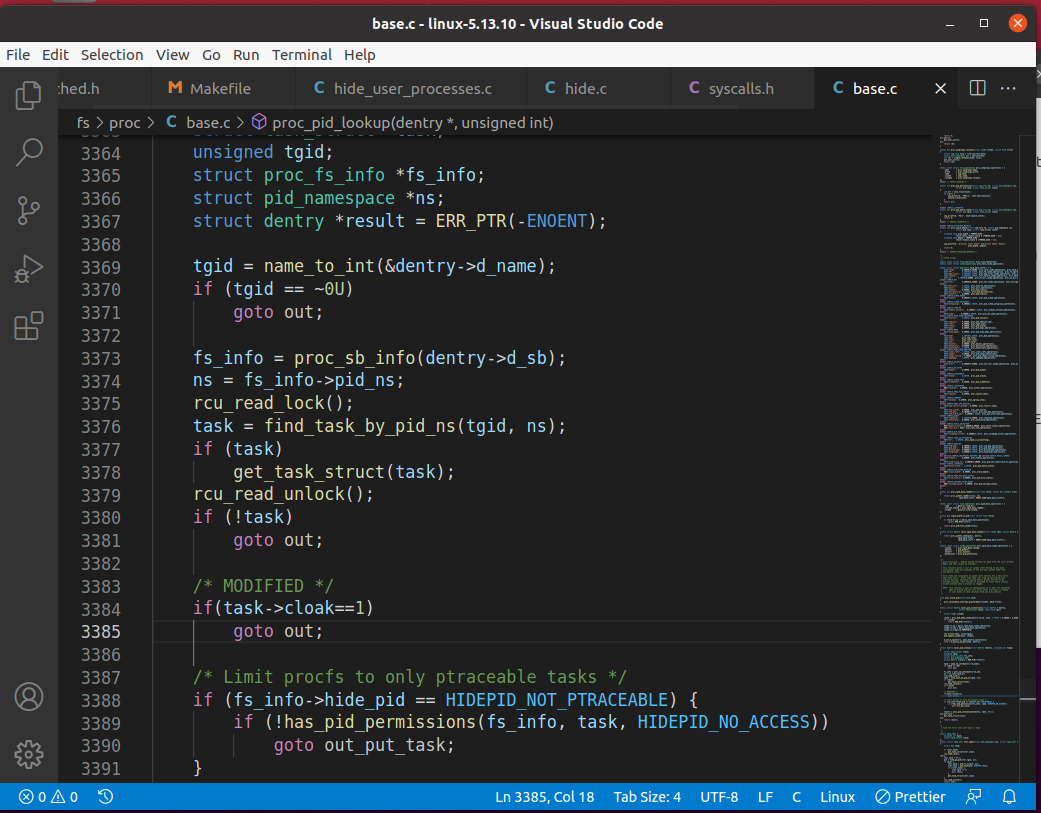 base.c - linux-5.13.10 - Visual Studio Code
File Edit Selection View Go Run Terminal Help
ched.h
M Makefile
C hide_user_processes.c
C hide.c
C syscalls.h
C base.c
fs > proc > C base.c > proc_pid_lookup(dentry *, unsigned int)
3364 unsigned tgid;
3365 struct proc_fs_info *fs_info;
3366 struct pid_namespace *ns;
3367 struct dentry *result = ERR_PTR(-ENOENT);
3368
3369 tgid = name_to_int(&dentry->d_name);
3370 if (tgid == ~0U)
3371 goto out;
3372
3373 fs_info = proc_sb_info(dentry->d_sb);
3374 ns = fs_info->pid_ns;
3375 rcu_read_lock();
3376 task = find_task_by_pid_ns(tgid, ns);
3377 if (task)
3378 get_task_struct(task);
3379 rcu_read_unlock();
3380 if (!task)
3381 goto out;
3382
3383 /* MODIFIED */
3384 if(task->cloak==1)
3385 goto out;
3386
3387 /* Limit procfs to only ptraceable tasks */
3388 if (fs_info->hide_pid == HIDEPID_NOT_PTRACEABLE) {
3389 if (!has_pid_permissions(fs_info, task, HIDEPID_NO_ACCESS))
3390 goto out_put_task;
3391 }
0 0 Ln 3385, Col 18 Tab Size: 4 UTF-8 LF C Linux Prettier